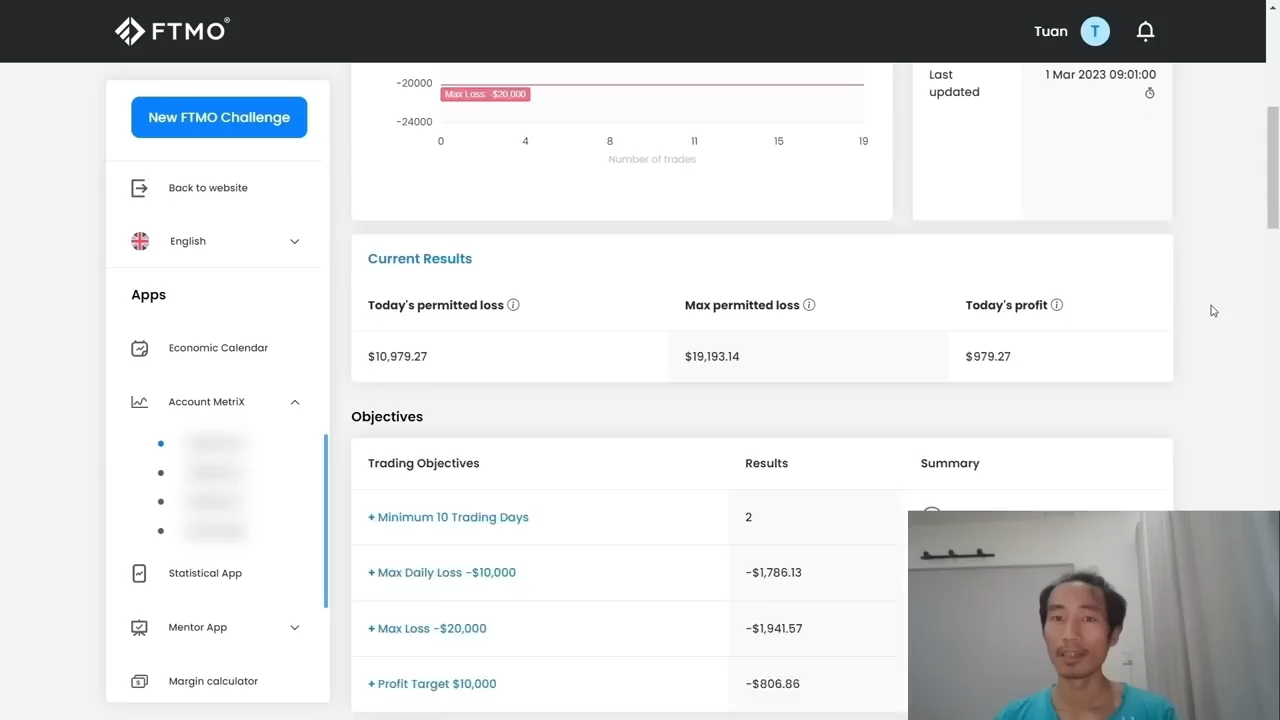 FTMO®
Tuan
T
New FTMO Challenge
Back to website
English
Apps
Economic Calendar
Account MetriX
Statistical App
Mentor App
Margin calculator
-20000
Max Loss: -$20,000
-24000
0 4 8 11 15 19
Number of trades
Last
updated
1 Mar 2023 09:01:00
Current Results
Today's permitted loss
Max permitted loss
Today's profit
$10,979.27
$19,193.14
$979.27
Objectives
Trading Objectives
Results
Summary
+ Minimum 10 Trading Days
2
+ Max Daily Loss -$10,000
-$1,786.13
+ Max Loss -$20,000
-$1,941.57
+ Profit Target $10,000
-$806.86